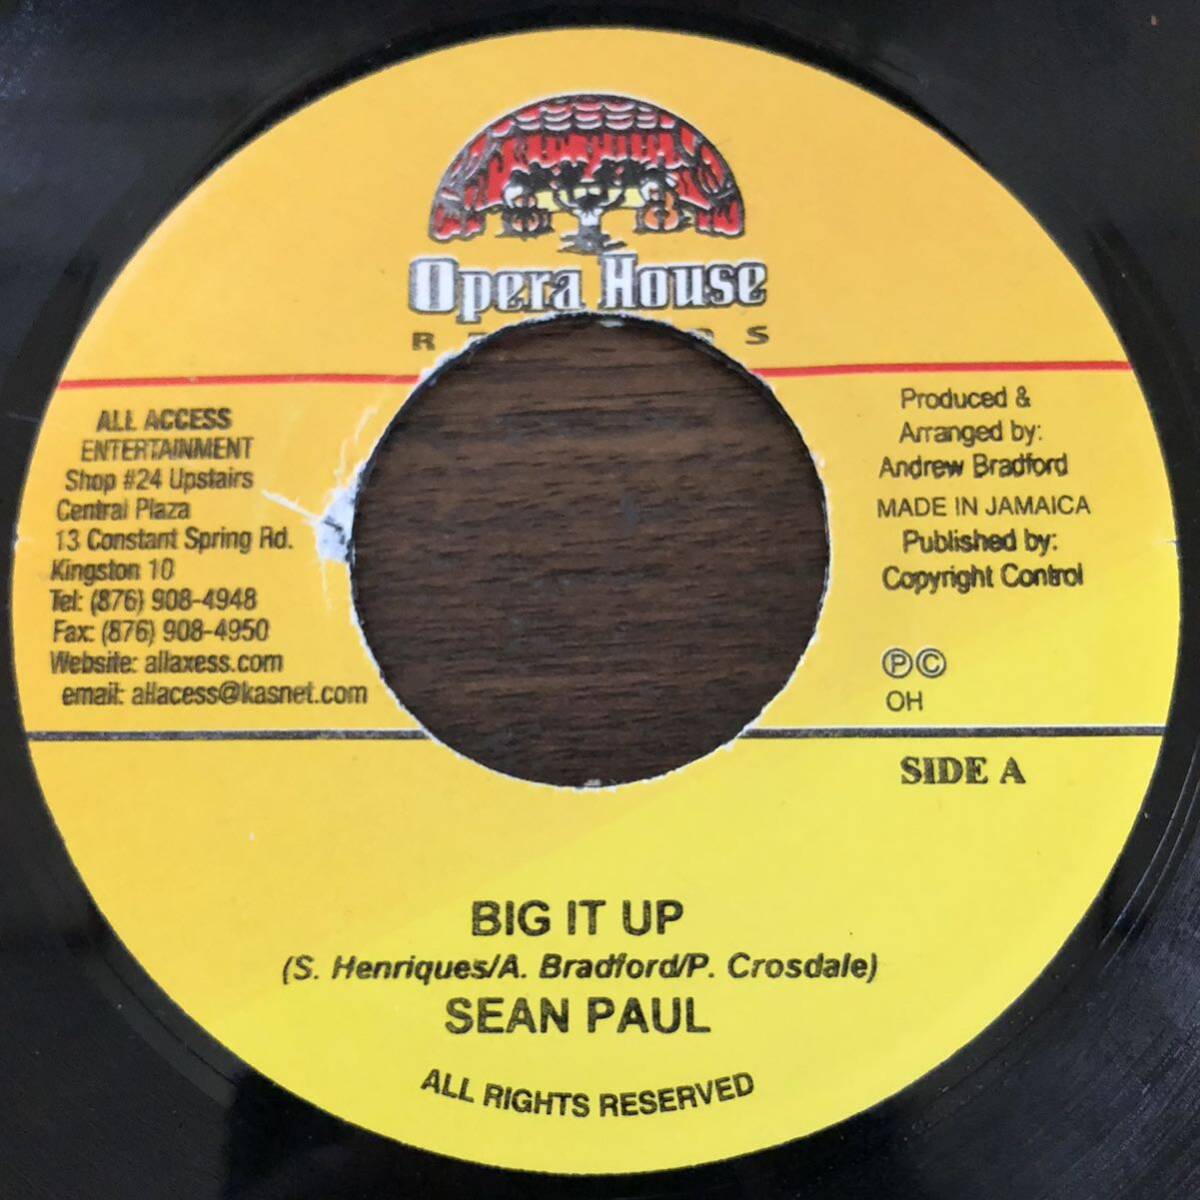 Opera House
ALL ACCESS
ENTERTAINMENT
Shop #24 Upstairs
Central Plaza
13 Constant Spring Rd.
Kingston 10
Tel: (876) 908-4948
Fax: (876) 908-4950
Website: allaxess.com
email: allacess@kasnet.com
Produced &
Arranged by:
Andrew Bradford
MADE IN JAMAICA
Published by:
Copyright Control
ⓅⒸ
OH
SIDE A
BIG IT UP
(S. Henriques/A. Bradford/P. Crosdale)
SEAN PAUL
ALL RIGHTS RESERVED